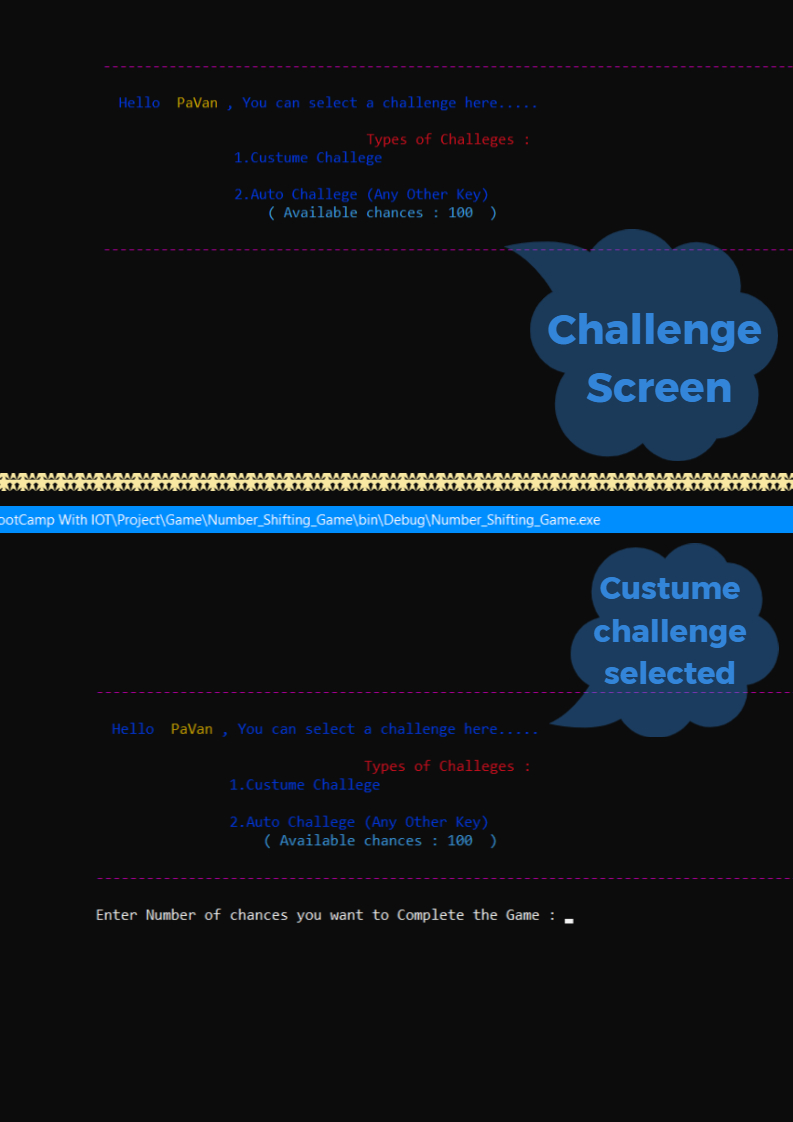 Hello PaVan , You can select a challenge here.....
Types of Challeges :
1.Custume Challege
2.Auto Challege (Any Other Key)
( Available chances : 100 )
Challenge
Screen
ootCamp With IOT\Project\Game\Number_Shifting_Game\bin\Debug\Number_Shifting_Game.exe
Custume
challenge
selected
Hello PaVan , You can select a challenge here.....
Types of Challeges :
1.Custume Challege
2.Auto Challege (Any Other Key)
( Available chances : 100 )
Enter Number of chances you want to Complete the Game :